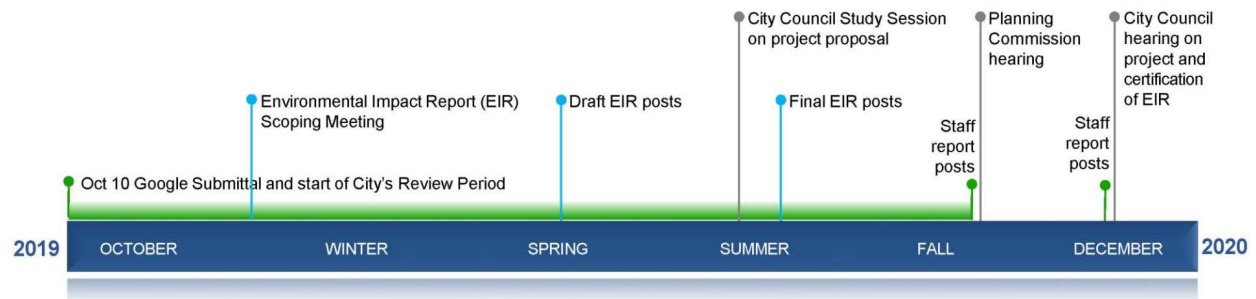 City Council Study Session
on project proposal
Planning
Commission
hearing
City Council
hearing on
project and
certification
of EIR
Environmental Impact Report (EIR)
Scoping Meeting
Draft EIR posts
Final EIR posts
Staff
report
posts
Staff
report
posts
Oct 10 Google Submittal and start of City's Review Period
2019
OCTOBER
WINTER
SPRING
SUMMER
FALL
DECEMBER
2020